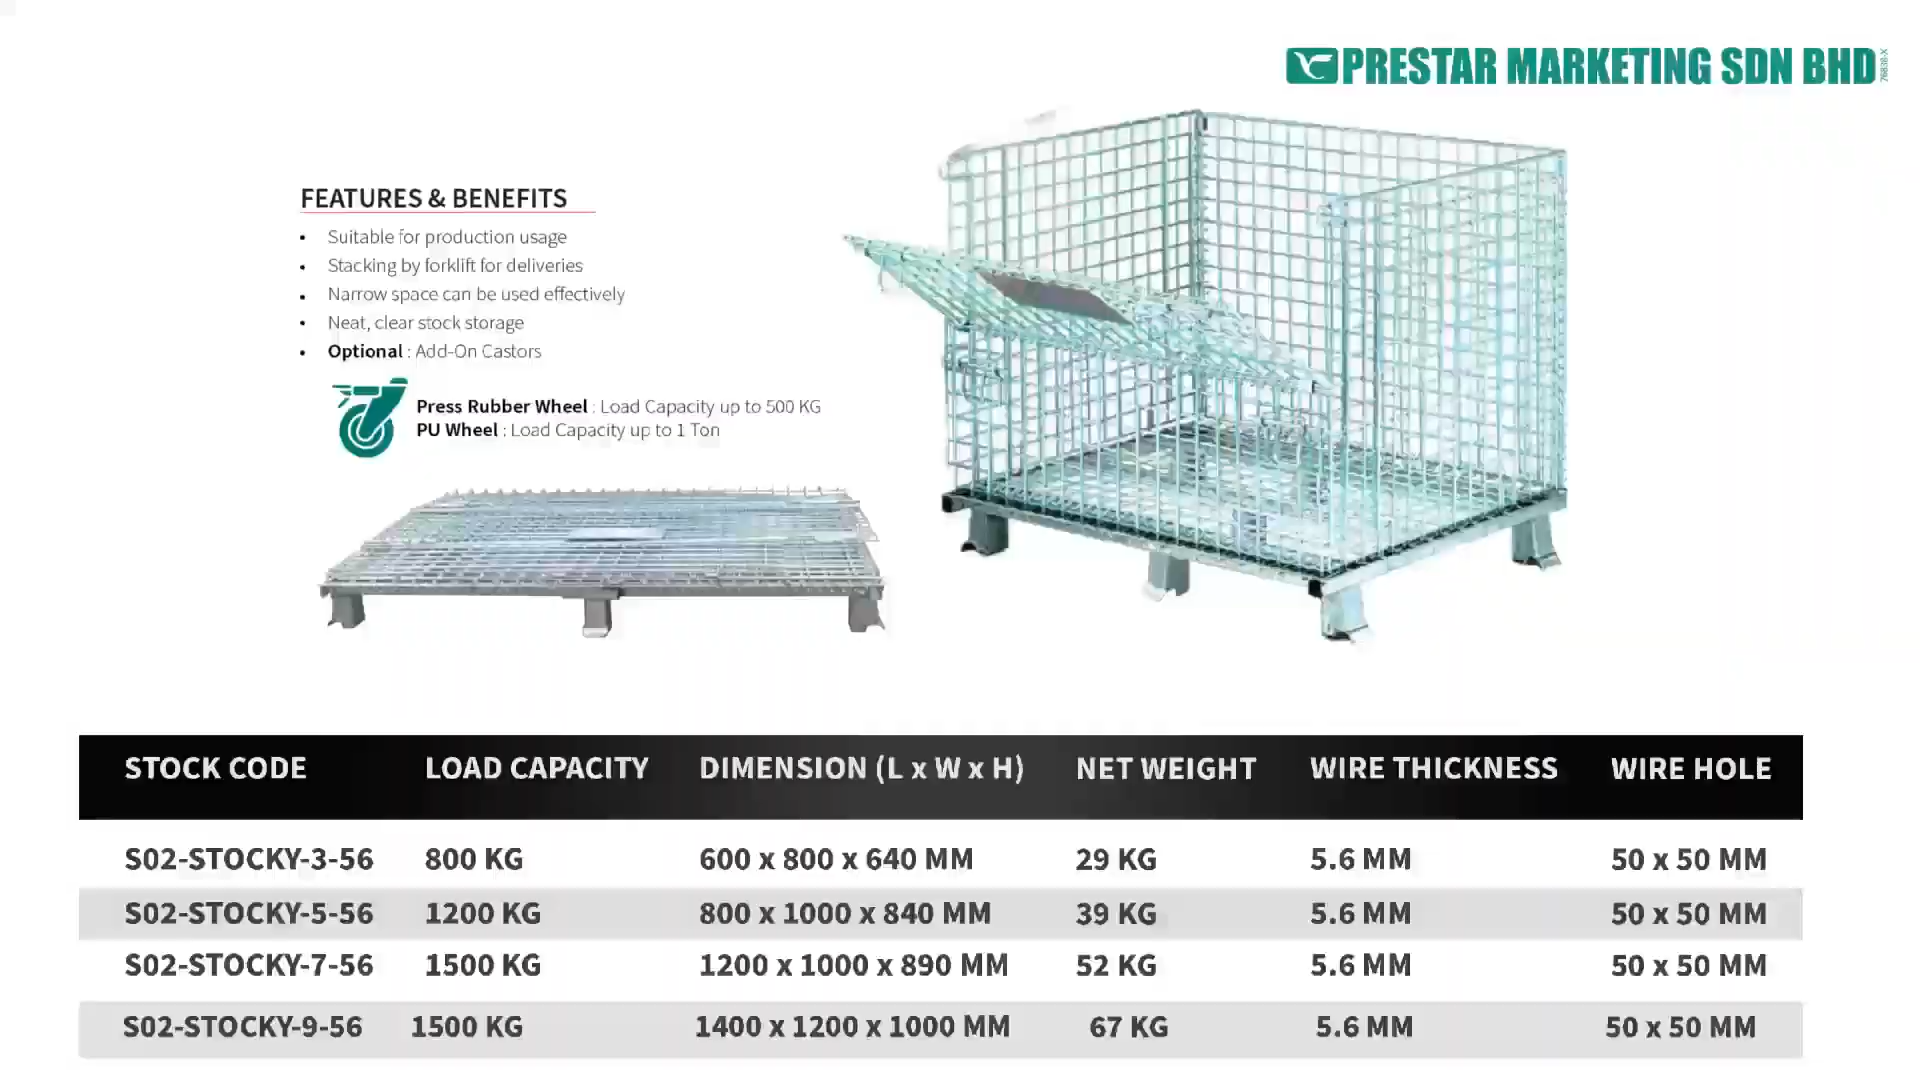 PRESTAR MARKETING SDN BHD
FEATURES & BENEFITS
• Suitable for production usage
• Stacking by forklift for deliveries
• Narrow space can be used effectively
• Neat, clear stock storage
• Optional : Add-On Castors
Press Rubber Wheel : Load Capacity up to 500 KG
PU Wheel : Load Capacity up to 1 Ton
STOCK CODE LOAD CAPACITY DIMENSION (L x W x H) NET WEIGHT WIRE THICKNESS WIRE HOLE
S02-STOCKY-3-56 800 KG 600 x 800 x 640 MM 29 KG 5.6 MM 50 x 50 MM
S02-STOCKY-5-56 1200 KG 800 x 1000 x 840 MM 39 KG 5.6 MM 50 x 50 MM
S02-STOCKY-7-56 1500 KG 1200 x 1000 x 890 MM 52 KG 5.6 MM 50 x 50 MM
S02-STOCKY-9-56 1500 KG 1400 x 1200 x 1000 MM 67 KG 5.6 MM 50 x 50 MM